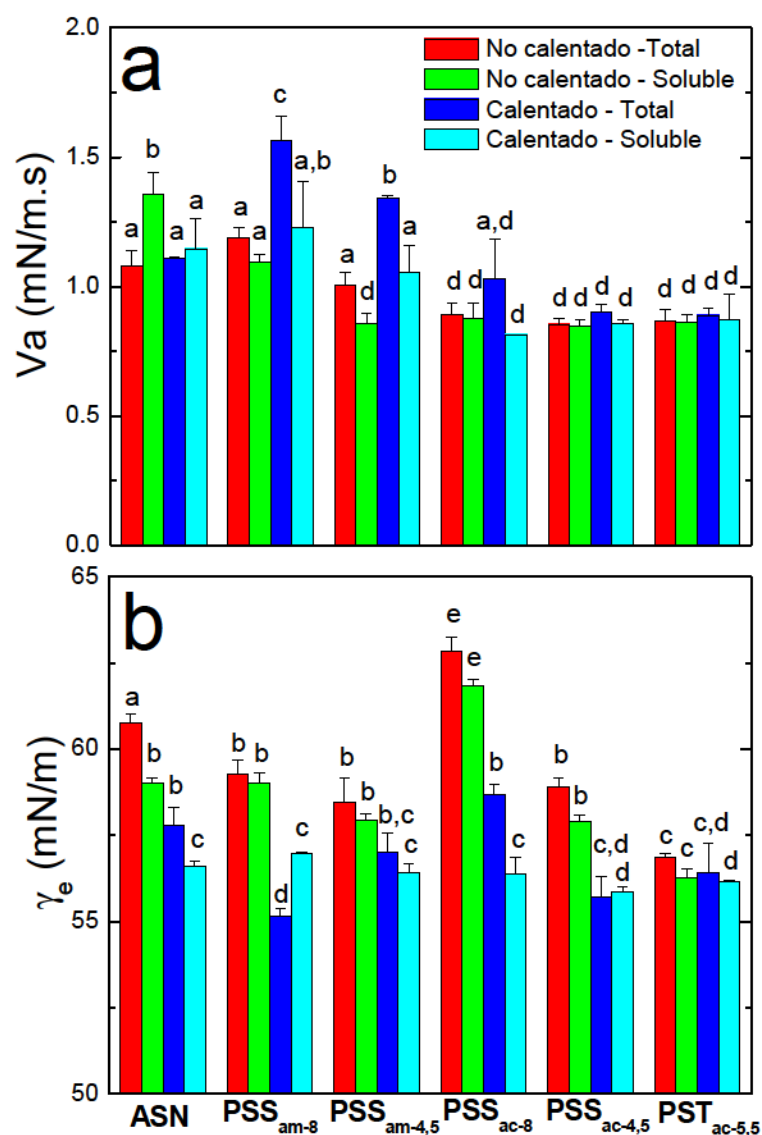 2.0
a
No calentado -Total
No calentado - Soluble
Calentado - Total
Calentado - Soluble
1.5
1.0
0.5
0.0
Va (mN/m.s)
a b a a
a a c a,b
a d b a
d d a,d d
d d d d
d d d d
65
b
60
55
50
γe (mN/m)
a b b c
b b d c
b b b,c c
e e b c
b b c,d d
c c c,d d
ASN PSSam-8 PSSam-4,5 PSSac-8 PSSac-4,5 PSTac-5.5